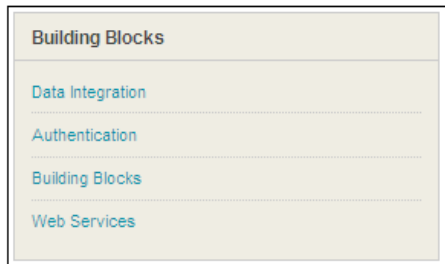 Building Blocks
Data Integration
Authentication
Building Blocks
Web Services